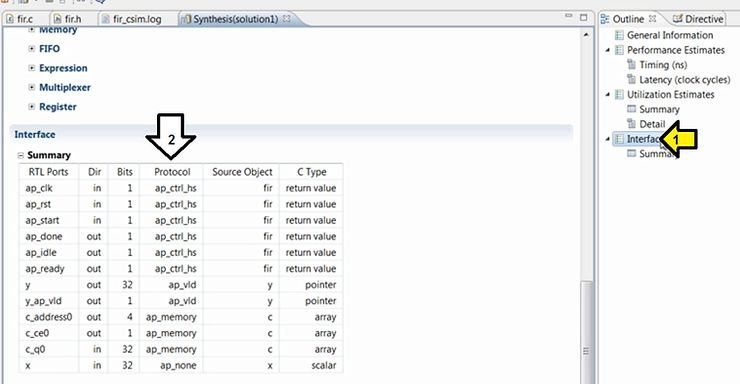 fir.c fir.h fir_csim.log Synthesis(solution1)
Memory
FIFO
Expression
Multiplexer
Register
Interface
2
Summary
RTL Ports Dir Bits Protocol Source Object C Type
ap_clk in 1 ap_ctrl_hs fir return value
ap_rst in 1 ap_ctrl_hs fir return value
ap_start in 1 ap_ctrl_hs fir return value
ap_done out 1 ap_ctrl_hs fir return value
ap_idle out 1 ap_ctrl_hs fir return value
ap_ready out 1 ap_ctrl_hs fir return value
y out 32 ap_vld y pointer
y_ap_vld out 1 ap_vld y pointer
c_address0 out 4 ap_memory c array
c_ce0 out 1 ap_memory c array
c_q0 in 32 ap_memory c array
x in 32 ap_none x scalar
Outline Directive
General Information
Performance Estimates
Timing (ns)
Latency (clock cycles)
Utilization Estimates
Summary
Detail
Interface 1
Summary